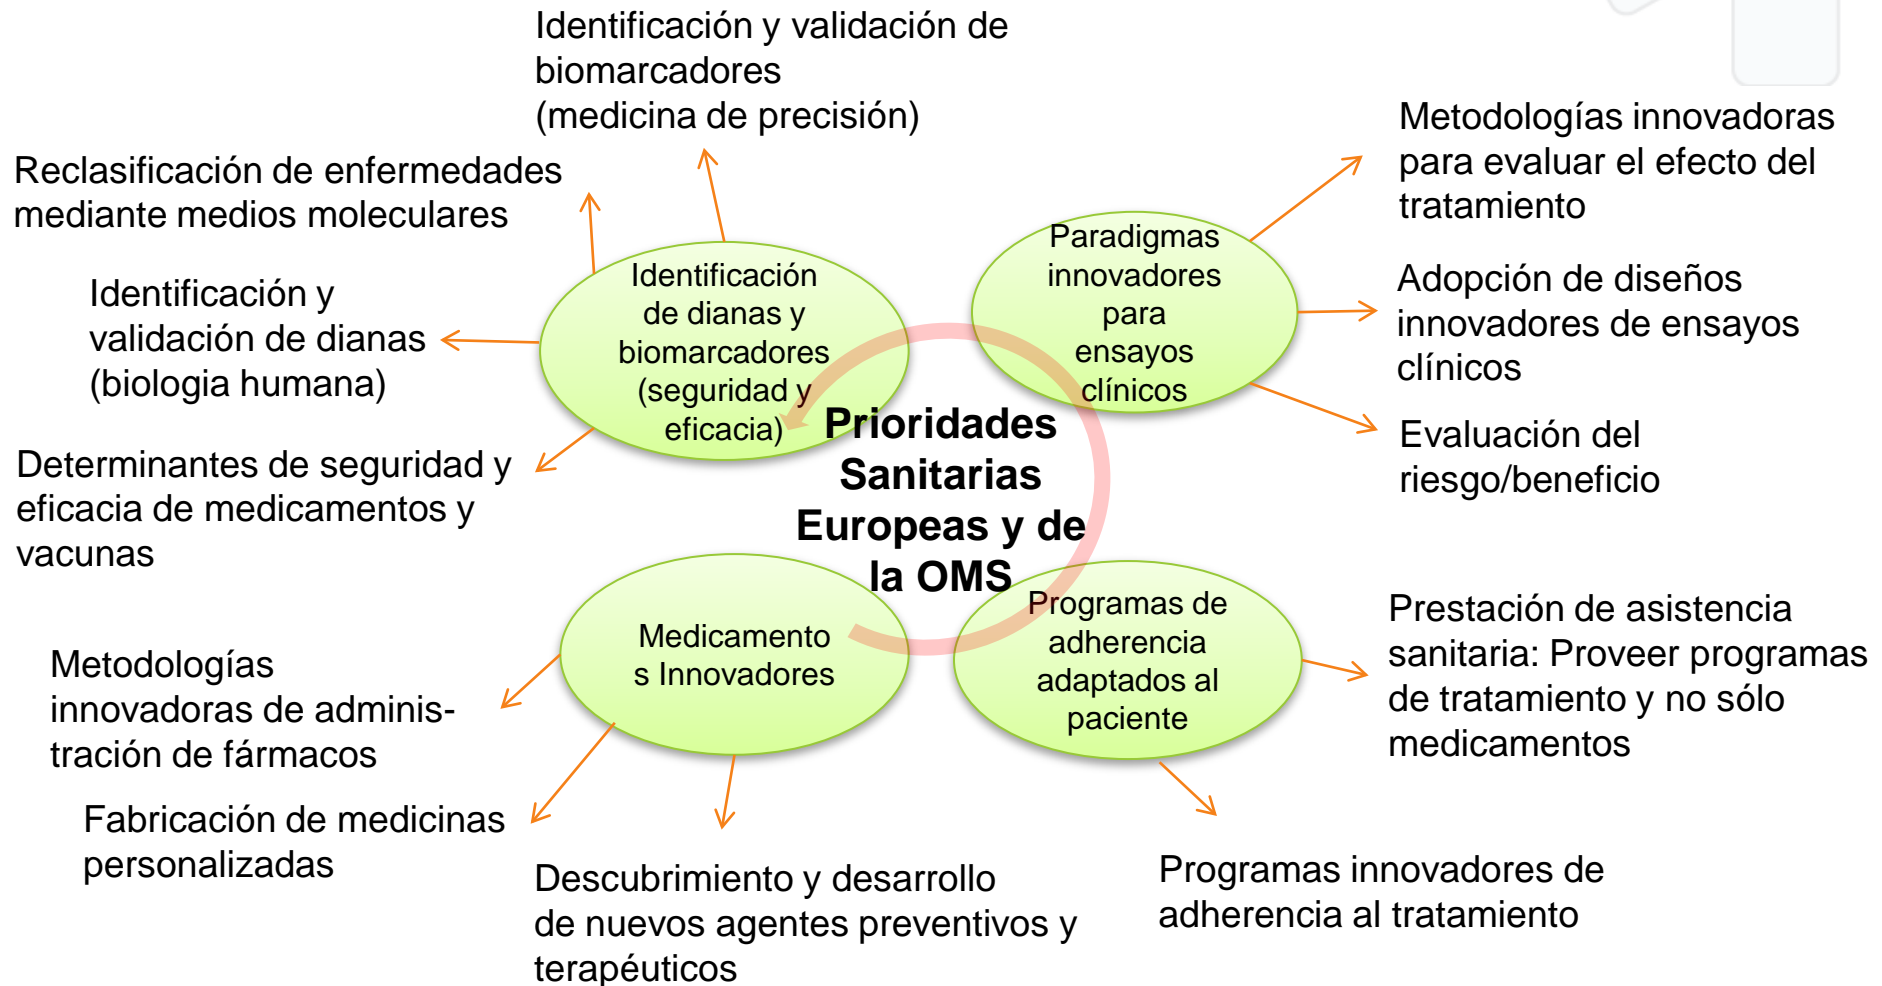 Identificación y validación de
biomarcadores
(medicina de precisión)
Reclasificación de enfermedades
mediante medios moleculares
Identificación y
validación de dianas
(biologia humana)
Determinantes de seguridad y
eficacia de medicamentos y
vacunas
Identificación
de dianas y
biomarcadores
(seguridad y
eficacia)
Paradigmas
innovadores
para
ensayos
clínicos
Metodologías innovadoras
para evaluar el efecto del
tratamiento
Adopción de diseños
innovadores de ensayos
clínicos
Evaluación del
riesgo/beneficio
Prioridades
Sanitarias
Europeas y de
la OMS
Medicamento
s Innovadores
Programas de
adherencia
adaptados al
paciente
Metodologías
innovadoras de adminis-
tración de fármacos
Fabricación de medicinas
personalizadas
Descubrimiento y desarrollo
de nuevos agentes preventivos y
terapéuticos
Prestación de asistencia
sanitaria: Proveer programas
de tratamiento y no sólo
medicamentos
Programas innovadores de
adherencia al tratamiento